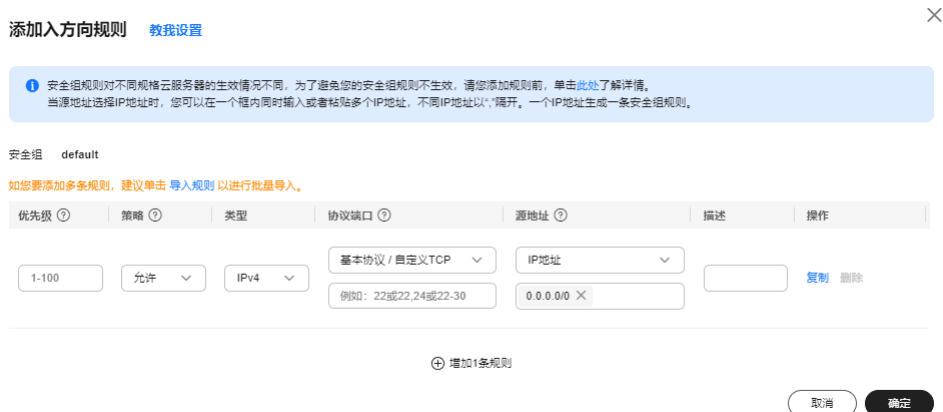 添加入方向规则 教我设置
安全组规则对不同规格云服务器的生效情况不同，为了避免您的安全组规则不生效，请您添加规则前，单击此处了解详情。
当源地址选择IP地址时，您可以在一个框内同时输入或者粘贴多个IP地址，不同IP地址以“,”隔开。一个IP地址生成一条安全组规则。
安全组 default
如您要添加多条规则，建议单击 导入规则 以进行批量导入。
优先级 策略 类型 协议端口 源地址 描述 操作
1-100 允许 IPv4 基本协议 / 自定义TCP IP地址 复制 删除
例如：22或22,24或22-30 0.0.0.0/0
增加1条规则
取消 确定